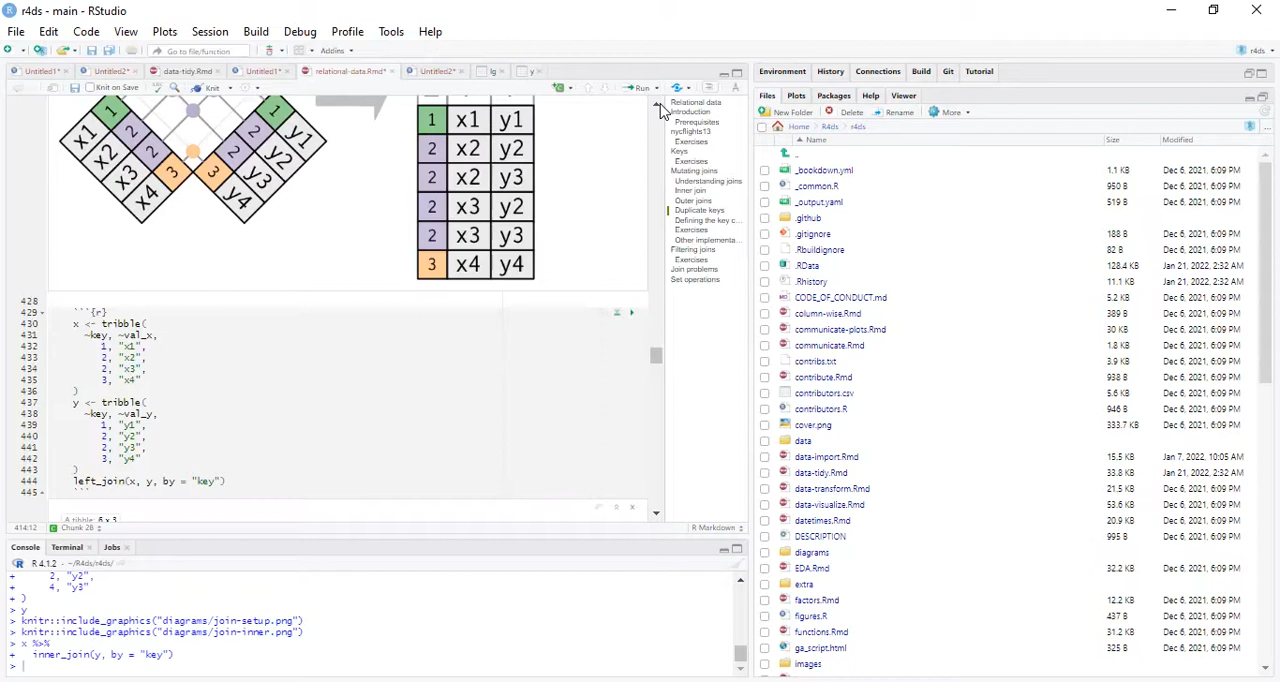 r4ds - main - RStudio
File Edit Code View Plots Session Build Debug Profile Tools Help
Go to file/function Addins r4ds
Untitled1* Untitled2* data-tidy.Rmd Untitled1* relational-data.Rmd* Untitled2* lg y
Knit on Save Knit Run
1 2 2 3
x1 x2 x3 x4
1 2 2 3
y1 y2 y3 y4
1 x1 y1
2 x2 y2
2 x2 y3
2 x3 y2
2 x3 y3
3 x4 y4
Relational data
Introduction
Prerequisites
nycflights13
Exercises
Keys
Exercises
Mutating joins
Understanding joins
Inner join
Outer joins
Duplicate keys
Defining the key c...
Exercises
Other implementa...
Filtering joins
Exercises
Join problems
Set operations
428
429 ```{r}
430 x <- tribble(
431 ~key, ~val_x,
432 1, "x1",
433 2, "x2",
434 2, "x3",
435 3, "x4"
436 )
437 y <- tribble(
438 ~key, ~val_y,
439 1, "y1",
440 2, "y2",
441 2, "y3",
442 3, "y4"
443 )
444 left_join(x, y, by = "key")
445 ```
A tibble: 6 x 3
414:12 Chunk 28 R Markdown
Console Terminal Jobs
R 4.1.2 · ~/R4ds/r4ds/
+ 2, "y2",
+ 4, "y3"
+ )
> y
> knitr::include_graphics("diagrams/join-setup.png")
> knitr::include_graphics("diagrams/join-inner.png")
> x %>%
+ inner_join(y, by = "key")
>
Environment History Connections Build Git Tutorial
Files Plots Packages Help Viewer
New Folder Delete Rename More
Home R4ds r4ds ...
Name Size Modified
..
_bookdown.yml 1.1 KB Dec 6, 2021, 6:09 PM
_common.R 950 B Dec 6, 2021, 6:09 PM
_output.yaml 519 B Dec 6, 2021, 6:09 PM
.github
.gitignore 188 B Dec 6, 2021, 6:09 PM
.Rbuildignore 82 B Dec 6, 2021, 6:09 PM
.RData 128.4 KB Jan 21, 2022, 2:32 AM
.Rhistory 11.1 KB Jan 21, 2022, 2:32 AM
CODE_OF_CONDUCT.md 5.2 KB Dec 6, 2021, 6:09 PM
column-wise.Rmd 389 B Dec 6, 2021, 6:09 PM
communicate-plots.Rmd 30 KB Dec 6, 2021, 6:09 PM
communicate.Rmd 1.8 KB Dec 6, 2021, 6:09 PM
contribs.txt 3.9 KB Dec 6, 2021, 6:09 PM
contribute.Rmd 938 B Dec 6, 2021, 6:09 PM
contributors.csv 5.6 KB Dec 6, 2021, 6:09 PM
contributors.R 946 B Dec 6, 2021, 6:09 PM
cover.png 333.7 KB Dec 6, 2021, 6:09 PM
data
data-import.Rmd 15.5 KB Jan 7, 2022, 10:05 AM
data-tidy.Rmd 33.8 KB Jan 21, 2022, 2:32 AM
data-transform.Rmd 21.5 KB Dec 6, 2021, 6:09 PM
data-visualize.Rmd 53.6 KB Dec 6, 2021, 6:09 PM
datetimes.Rmd 20.9 KB Dec 6, 2021, 6:09 PM
DESCRIPTION 995 B Dec 6, 2021, 6:09 PM
diagrams
EDA.Rmd 32.2 KB Dec 6, 2021, 6:09 PM
extra
factors.Rmd 12.2 KB Dec 6, 2021, 6:09 PM
figures.R 437 B Dec 6, 2021, 6:09 PM
functions.Rmd 31.2 KB Dec 6, 2021, 6:09 PM
ga_script.html 325 B Dec 6, 2021, 6:09 PM
images